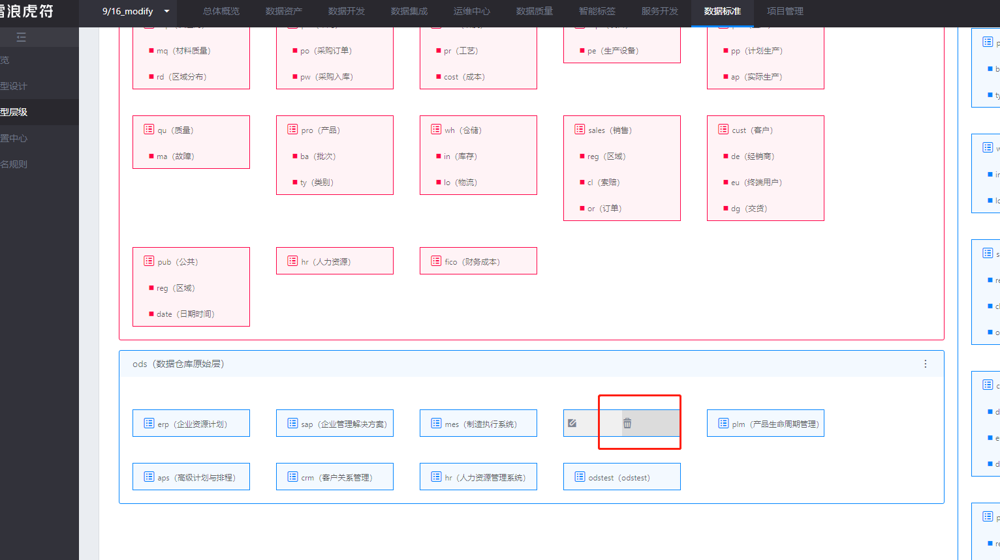 雪浪虎符
9/16_modify
总体概览
数据资产
数据开发
数据集成
运维中心
数据质量
智能标签
服务开发
数据标准
项目管理
览
型设计
型层级
置中心
名规则
mq（材料质量）
po（采购订单）
pr（工艺）
pe（生产设备）
pp（计划生产）
rd（区域分布）
pw（采购入库）
cost（成本）
ap（实际生产）
qu（质量）
pro（产品）
wh（仓储）
sales（销售）
cust（客户）
ma（故障）
ba（批次）
in（库存）
reg（区域）
de（经销商）
ty（类别）
lo（物流）
cl（索赔）
eu（终端用户）
or（订单）
dg（交货）
pub（公共）
hr（人力资源）
fico（财务成本）
reg（区域）
date（日期时间）
ods（数据仓库原始层）
erp（企业资源计划）
sap（企业管理解决方案）
mes（制造执行系统）
plm（产品生命周期管理）
aps（高级计划与排程）
crm（客户关系管理）
hr（人力资源管理系统）
odstest（odstest）